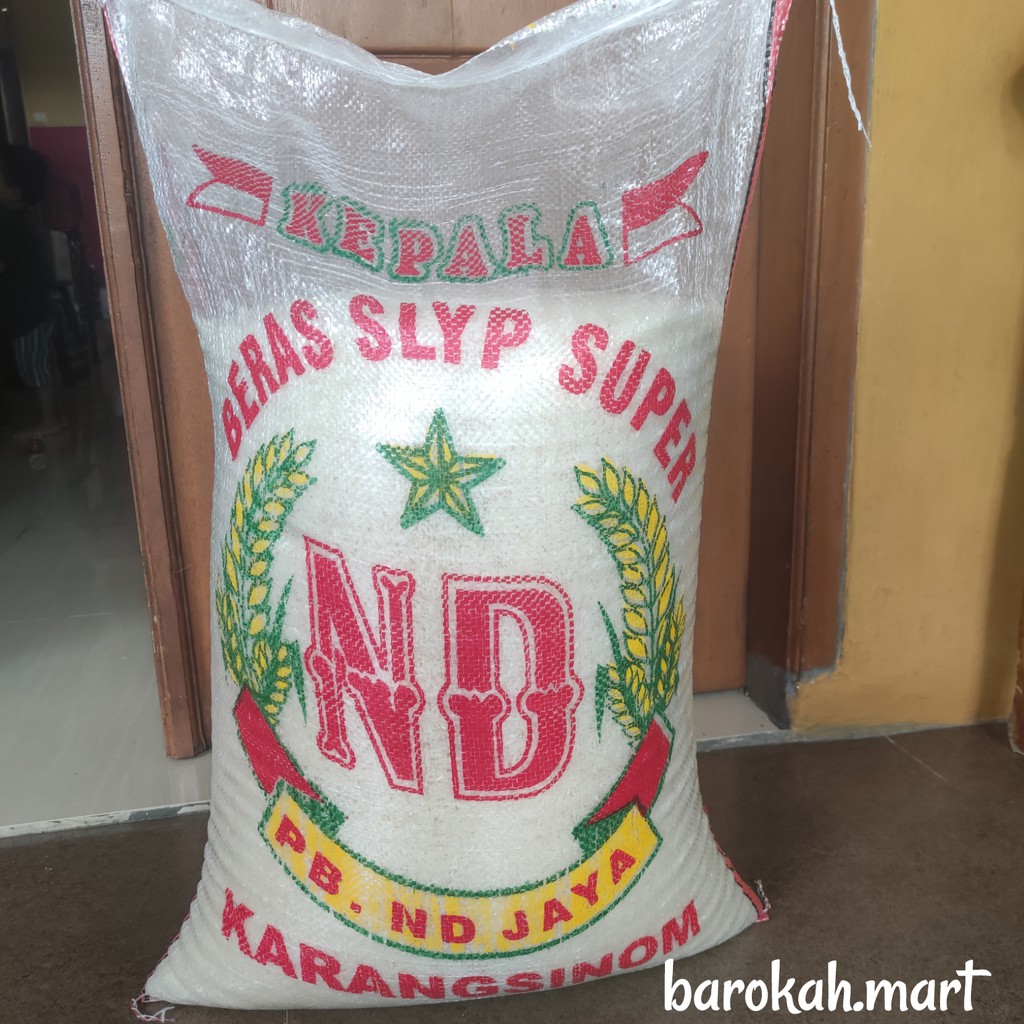 KEPALA
BERAS SLYP SUPER
ND
PB. ND JAYA
KARANGSINOM
barokah.mart